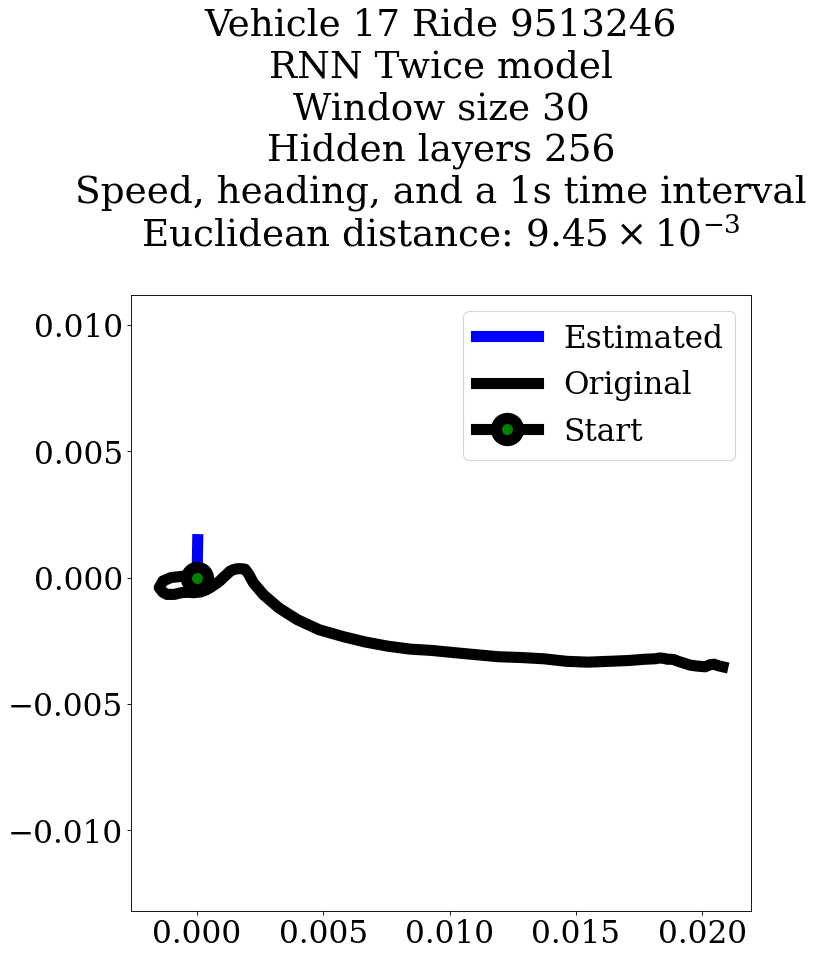 Vehicle 17 Ride 9513246
RNN Twice model
Window size 30
Hidden layers 256
Speed, heading, and a 1s time interval
Euclidean distance: 9.45 × 10⁻³
Estimated
Original
Start
0.010
0.005
0.000
−0.005
−0.010
0.000 0.005 0.010 0.015 0.020